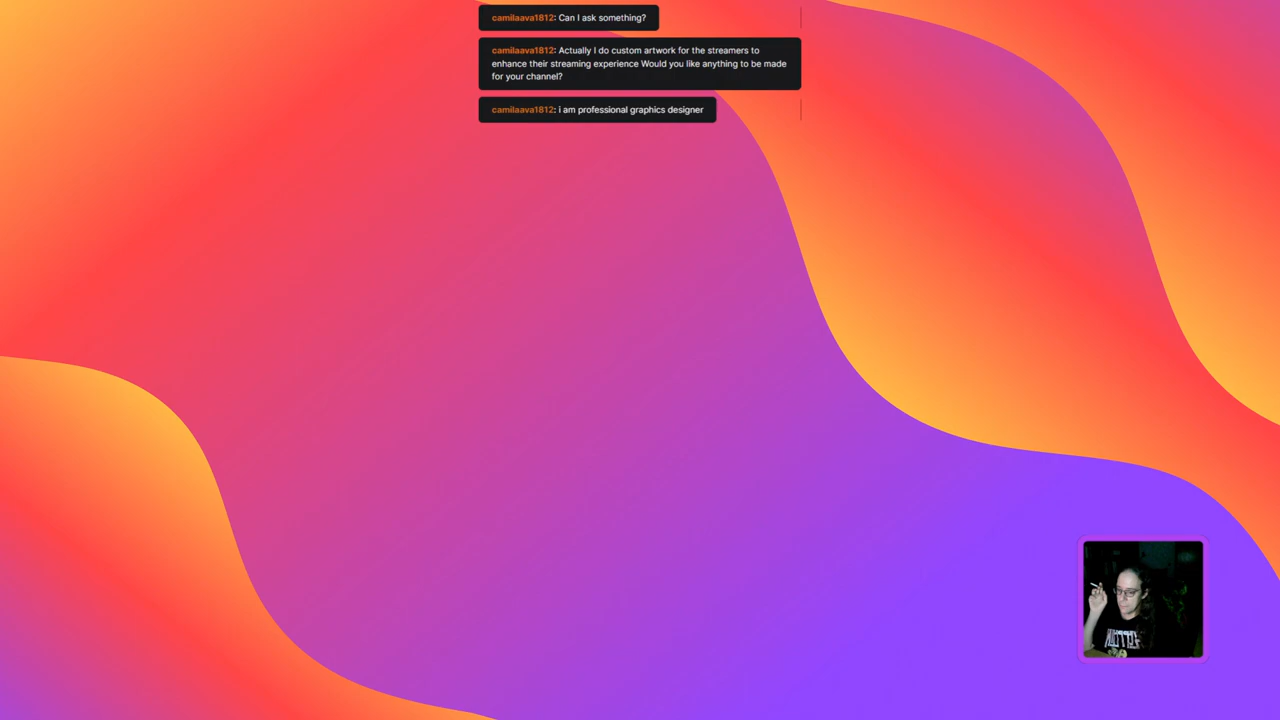 camilaava1812: Can I ask something?
camilaava1812: Actually I do custom artwork for the streamers to
enhance their streaming experience Would you like anything to be made
for your channel?
camilaava1812: i am professional graphics designer